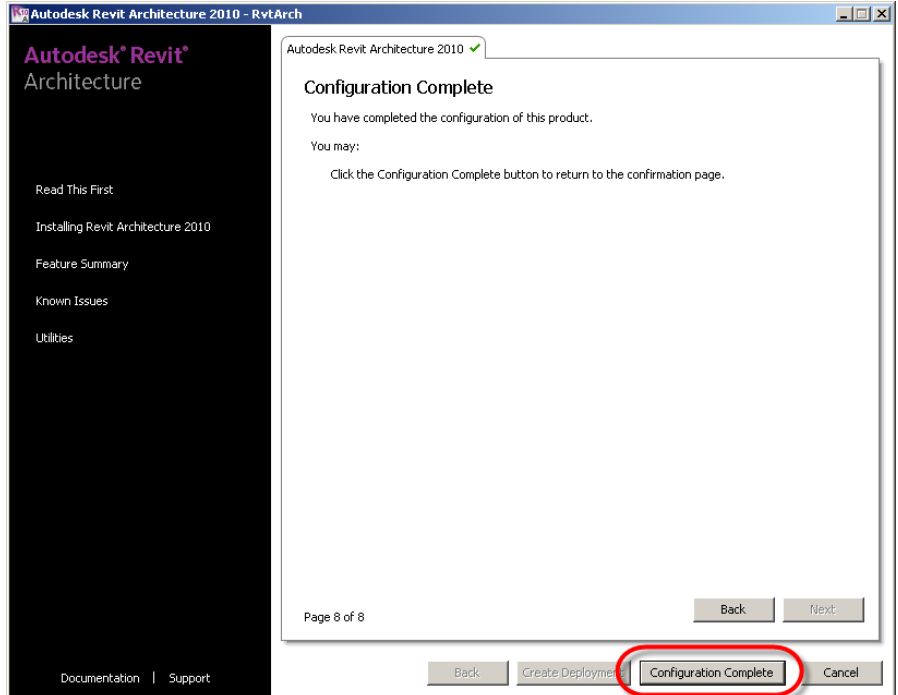 Autodesk Revit Architecture 2010 - RvtArch
Autodesk® Revit®
Architecture
Read This First
Installing Revit Architecture 2010
Feature Summary
Known Issues
Utilities
Documentation | Support
Autodesk Revit Architecture 2010
Configuration Complete
You have completed the configuration of this product.
You may:
Click the Configuration Complete button to return to the confirmation page.
Page 8 of 8
Back Next
Back Create Deployment Configuration Complete Cancel